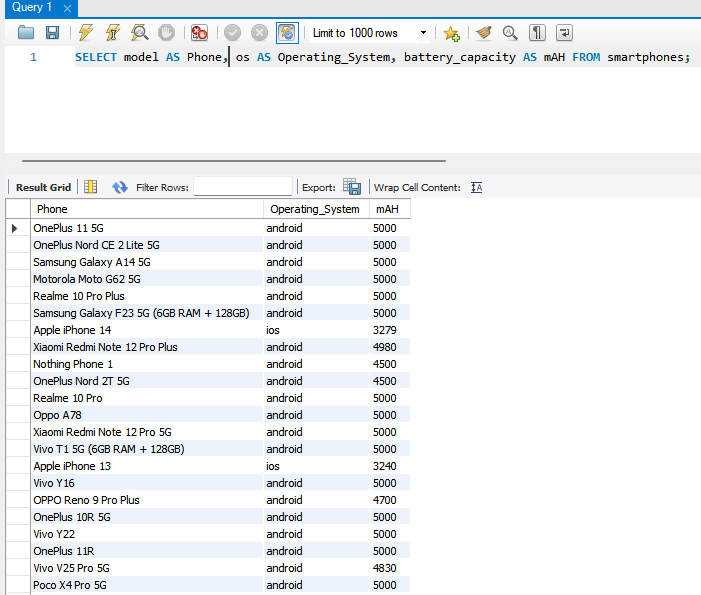 Query 1
Limit to 1000 rows
1 SELECT model AS Phone, os AS Operating_System, battery_capacity AS mAH FROM smartphones;
Result Grid Filter Rows: Export: Wrap Cell Content:
Phone Operating_System mAH
OnePlus 11 5G android 5000
OnePlus Nord CE 2 Lite 5G android 5000
Samsung Galaxy A14 5G android 5000
Motorola Moto G62 5G android 5000
Realme 10 Pro Plus android 5000
Samsung Galaxy F23 5G (6GB RAM + 128GB) android 5000
Apple iPhone 14 ios 3279
Xiaomi Redmi Note 12 Pro Plus android 4980
Nothing Phone 1 android 4500
OnePlus Nord 2T 5G android 4500
Realme 10 Pro android 5000
Oppo A78 android 5000
Xiaomi Redmi Note 12 Pro 5G android 5000
Vivo T1 5G (6GB RAM + 128GB) android 5000
Apple iPhone 13 ios 3240
Vivo Y16 android 5000
OPPO Reno 9 Pro Plus android 4700
OnePlus 10R 5G android 5000
Vivo Y22 android 5000
OnePlus 11R android 5000
Vivo V25 Pro 5G android 4830
Poco X4 Pro 5G android 5000